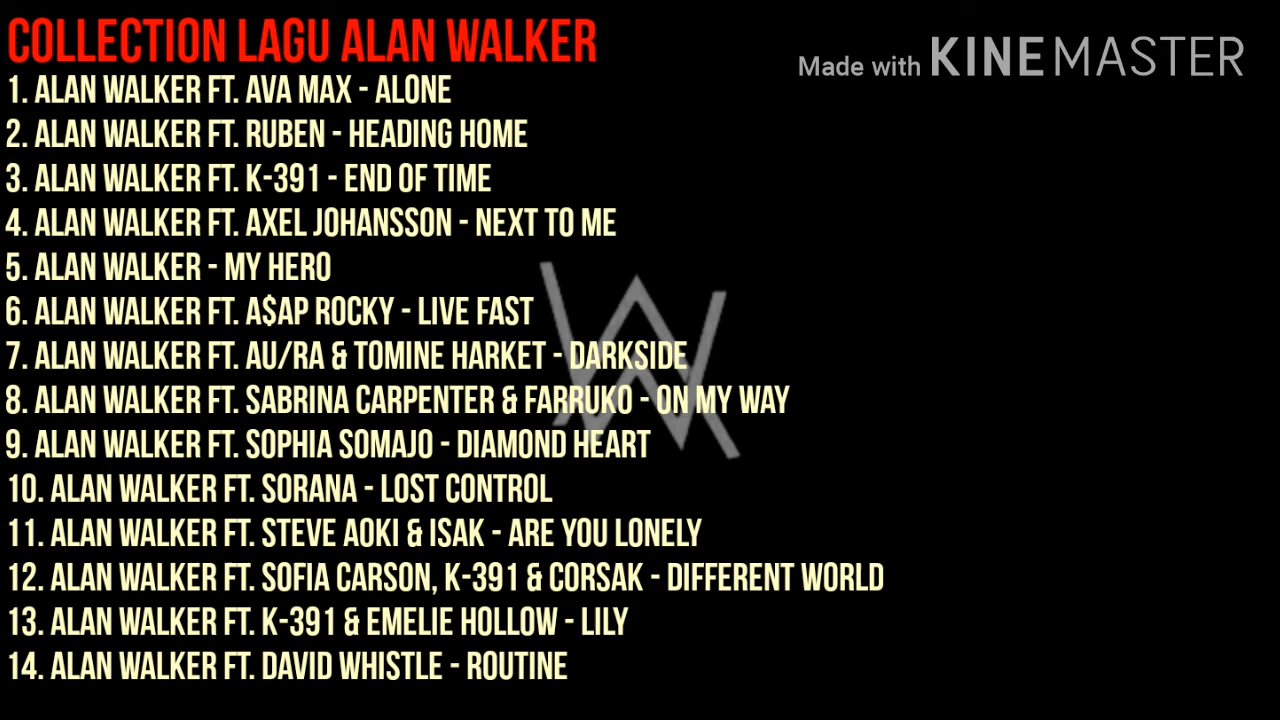 COLLECTION LAGU ALAN WALKER
Made with KINEMASTER
1. ALAN WALKER FT. AVA MAX - ALONE
2. ALAN WALKER FT. RUBEN - HEADING HOME
3. ALAN WALKER FT. K-391 - END OF TIME
4. ALAN WALKER FT. AXEL JOHANSSON - NEXT TO ME
5. ALAN WALKER - MY HERO
6. ALAN WALKER FT. A$AP ROCKY - LIVE FAST
7. ALAN WALKER FT. AU/RA & TOMINE HARKET - DARKSIDE
8. ALAN WALKER FT. SABRINA CARPENTER & FARRUKO - ON MY WAY
9. ALAN WALKER FT. SOPHIA SOMAJO - DIAMOND HEART
10. ALAN WALKER FT. SORANA - LOST CONTROL
11. ALAN WALKER FT. STEVE AOKI & ISAK - ARE YOU LONELY
12. ALAN WALKER FT. SOFIA CARSON, K-391 & CORSAK - DIFFERENT WORLD
13. ALAN WALKER FT. K-391 & EMELIE HOLLOW - LILY
14. ALAN WALKER FT. DAVID WHISTLE - ROUTINE